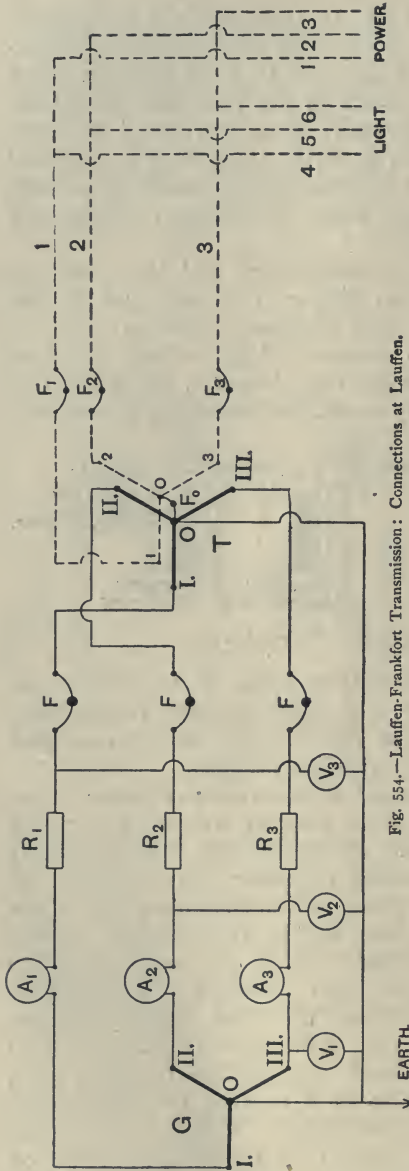 Fig. 554.—Lauffen-Frankfort Transmission: Connections at Lauffen.
G
I.
II.
III.
O
EARTH.
A₁
A₂
A₃
V₁
V₂
V₃
R₁
R₂
R₃
F
F
F
T
I.
II.
III.
O
O
F₀
1
2
3
F₁
F₂
F₃
1
2
3
4
5
6
LIGHT
1
2
3
POWER.